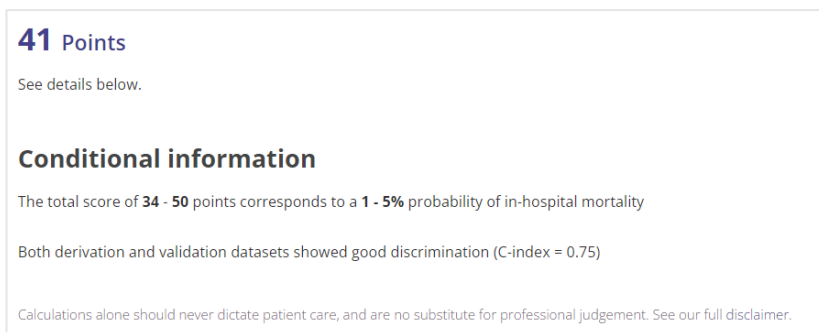 41 Points
See details below.
Conditional information
The total score of 34 - 50 points corresponds to a 1 - 5% probability of in-hospital mortality
Both derivation and validation datasets showed good discrimination (C-index = 0.75)
Calculations alone should never dictate patient care, and are no substitute for professional judgement. See our full disclaimer.